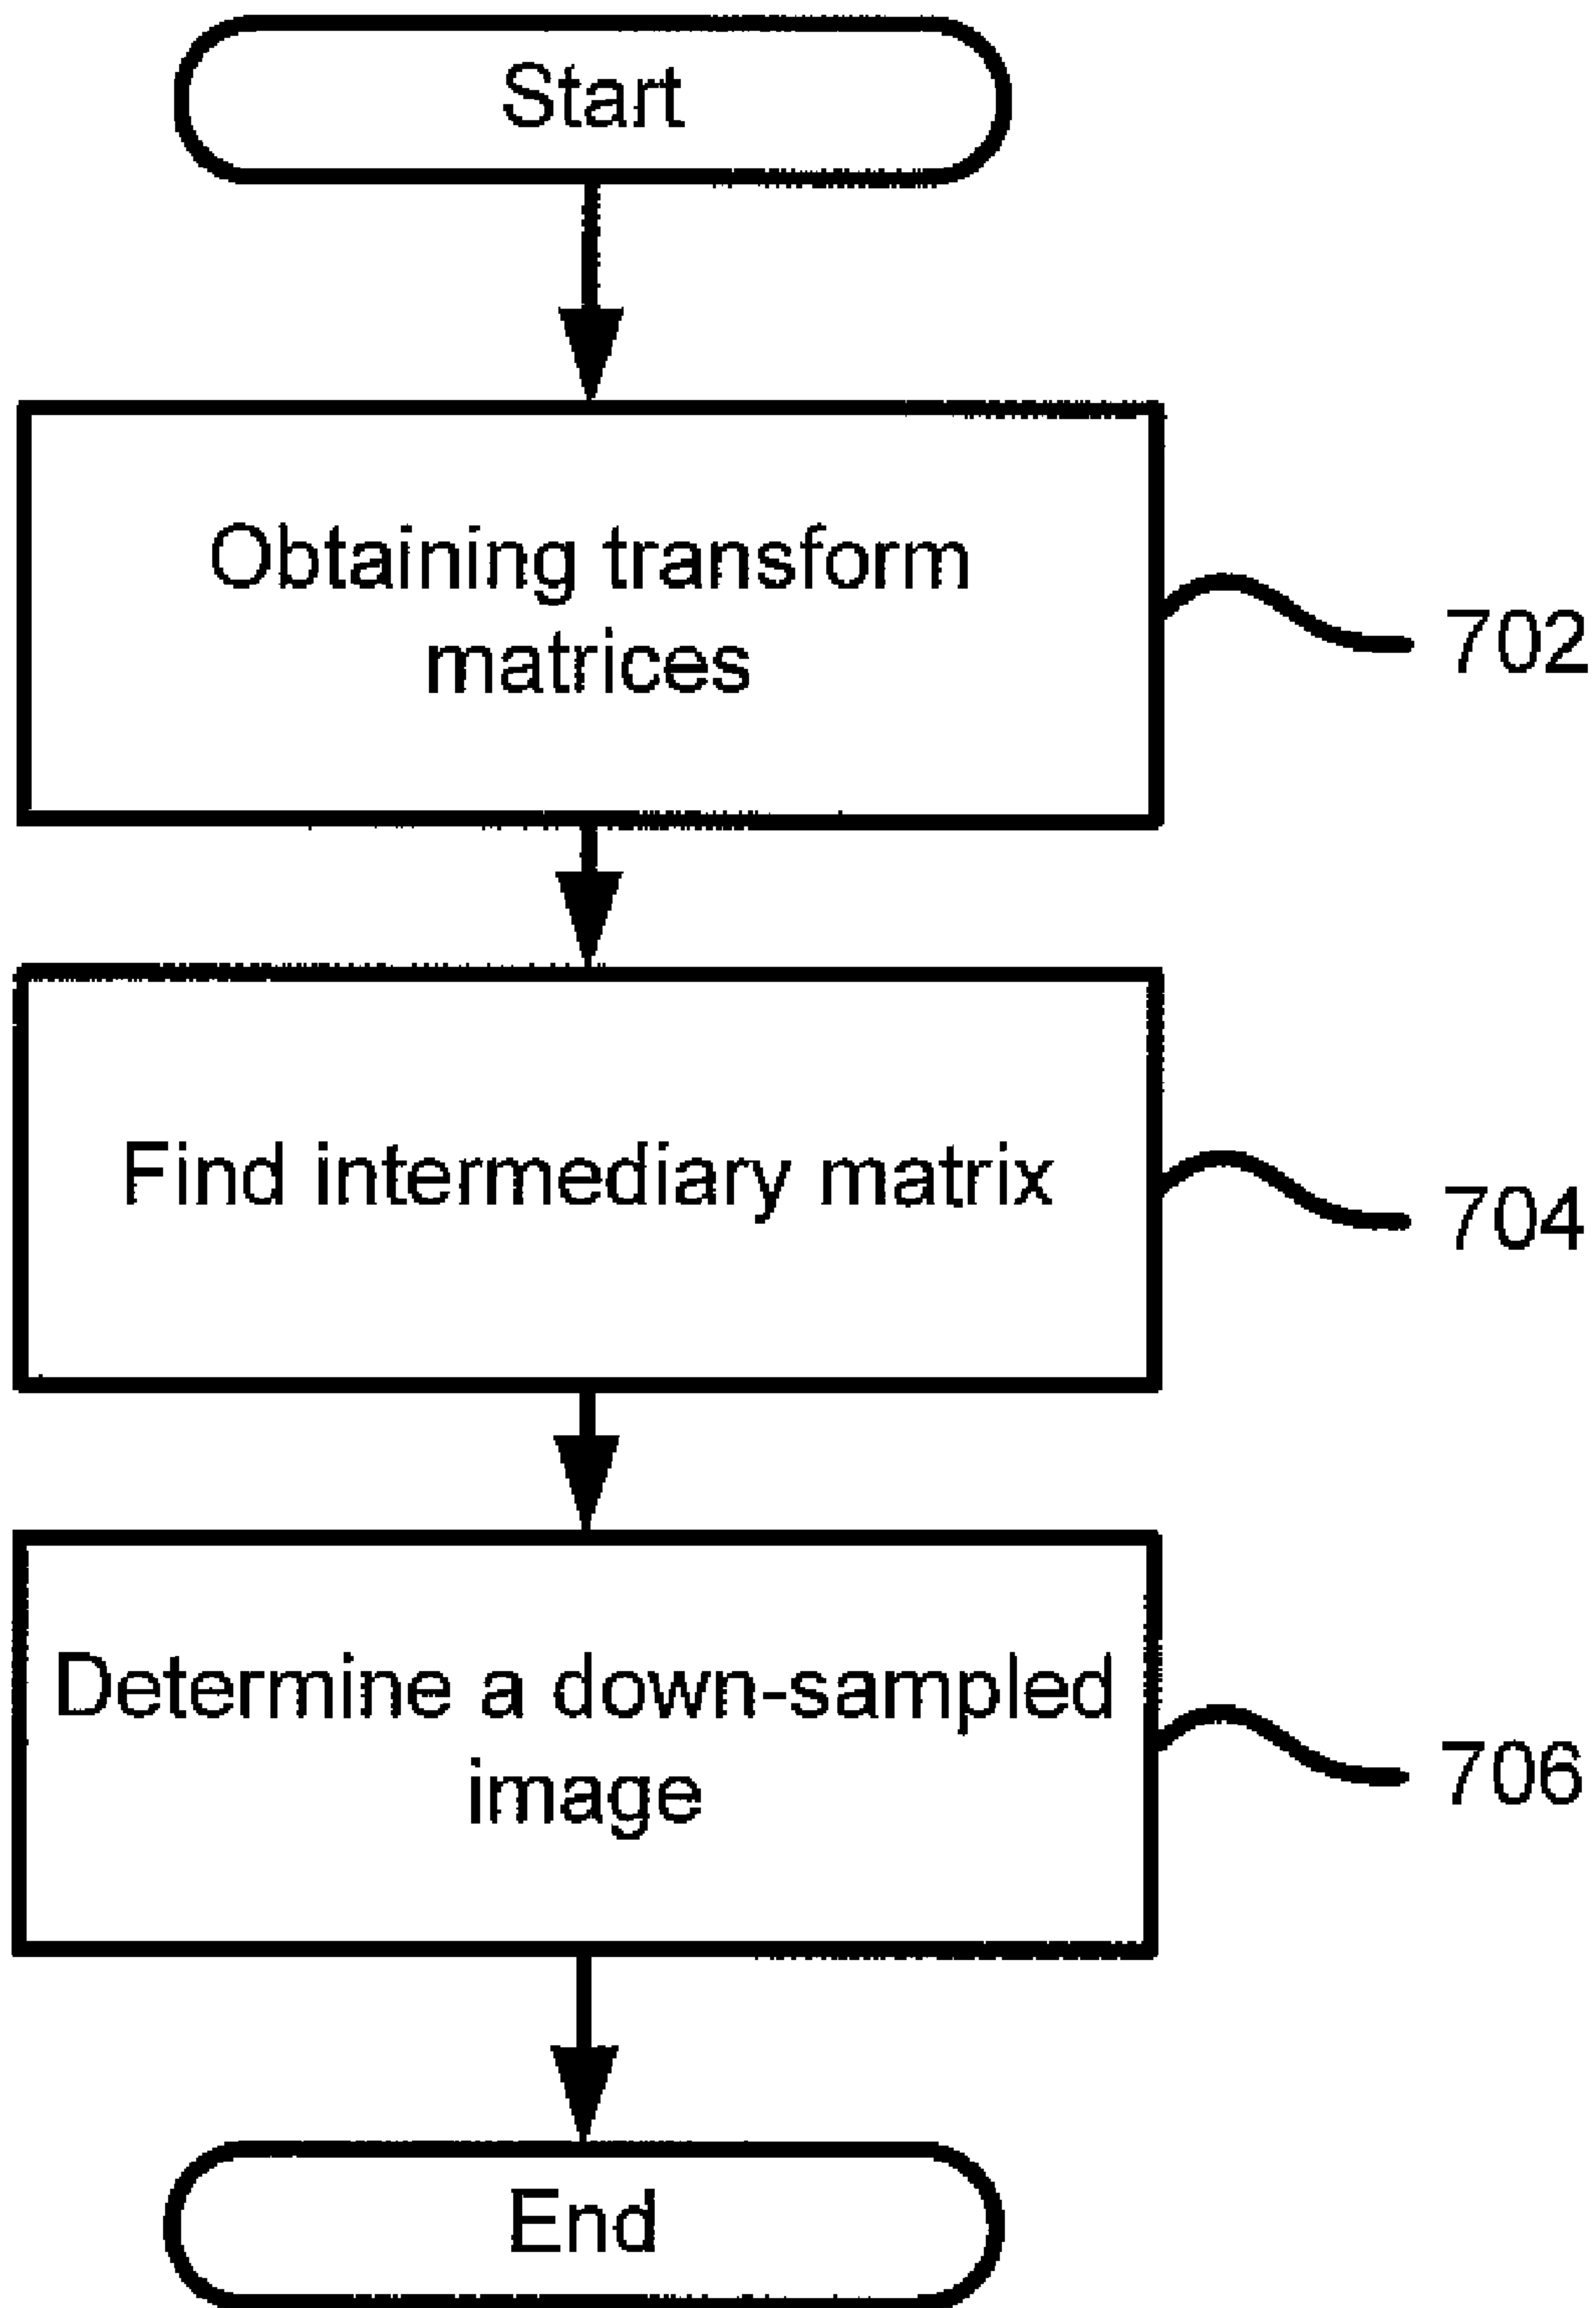 Start
Obtaining transform
matrices
702
Find intermediary matrix
704
Determine a down-sampled
image
706
End